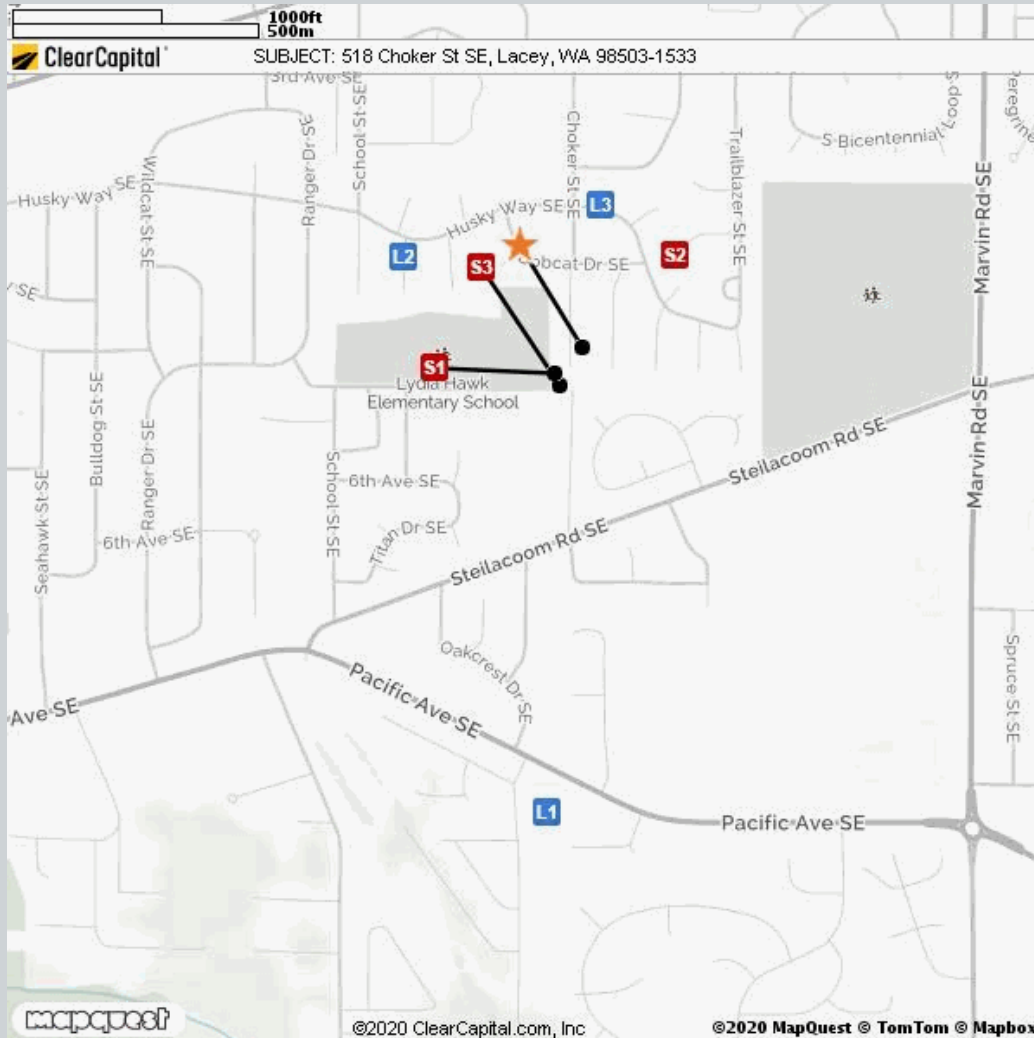 1000ft
500m
ClearCapital
SUBJECT: 518 Choker St SE, Lacey, WA 98503-1533
3rd Ave SE
School St SE
Ranger Dr SE
Wildcat St SE
Husky Way SE
Choker St SE
Trailblazer St SE
S Bicentennial Loop S
Peregrine
Marvin Rd SE
Husky Way SE
L3
L2
S3
S2
Bobcat Dr SE
y SE
S1
Lydia Hawk
Elementary School
Bulldog St SE
Ranger Dr SE
Seahawk St SE
School St SE
6th Ave SE
6th Ave SE
Titan Dr SE
Steilacoom Rd SE
Steilacoom Rd SE
Marvin Rd SE
Oakcrest Dr SE
Pacific Ave SE
Ave SE
Spruce St SE
L1
Pacific Ave SE
mapquest
©2020 ClearCapital.com, Inc
©2020 MapQuest © TomTom © Mapbox